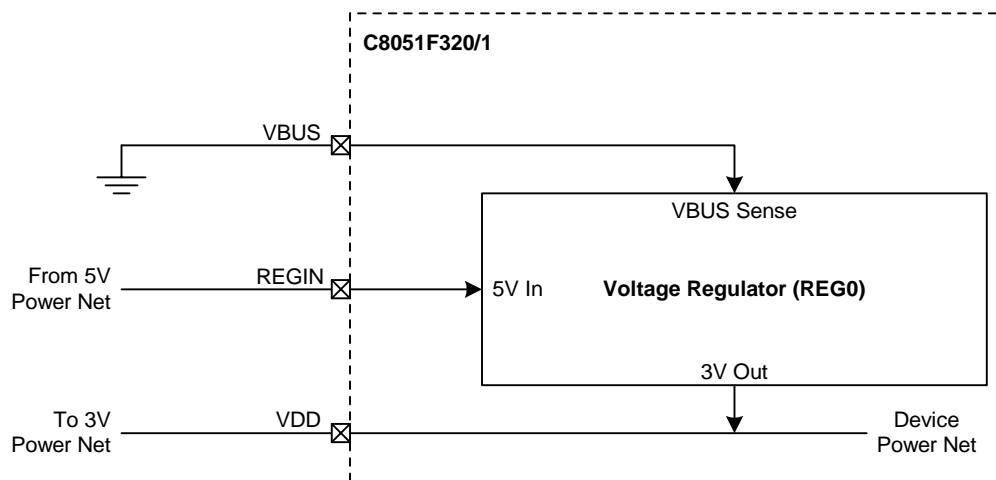 C8051F320/1
VBUS
VBUS Sense
From 5V
Power Net
REGIN
5V In
Voltage Regulator (REG0)
3V Out
To 3V
Power Net
VDD
Device
Power Net